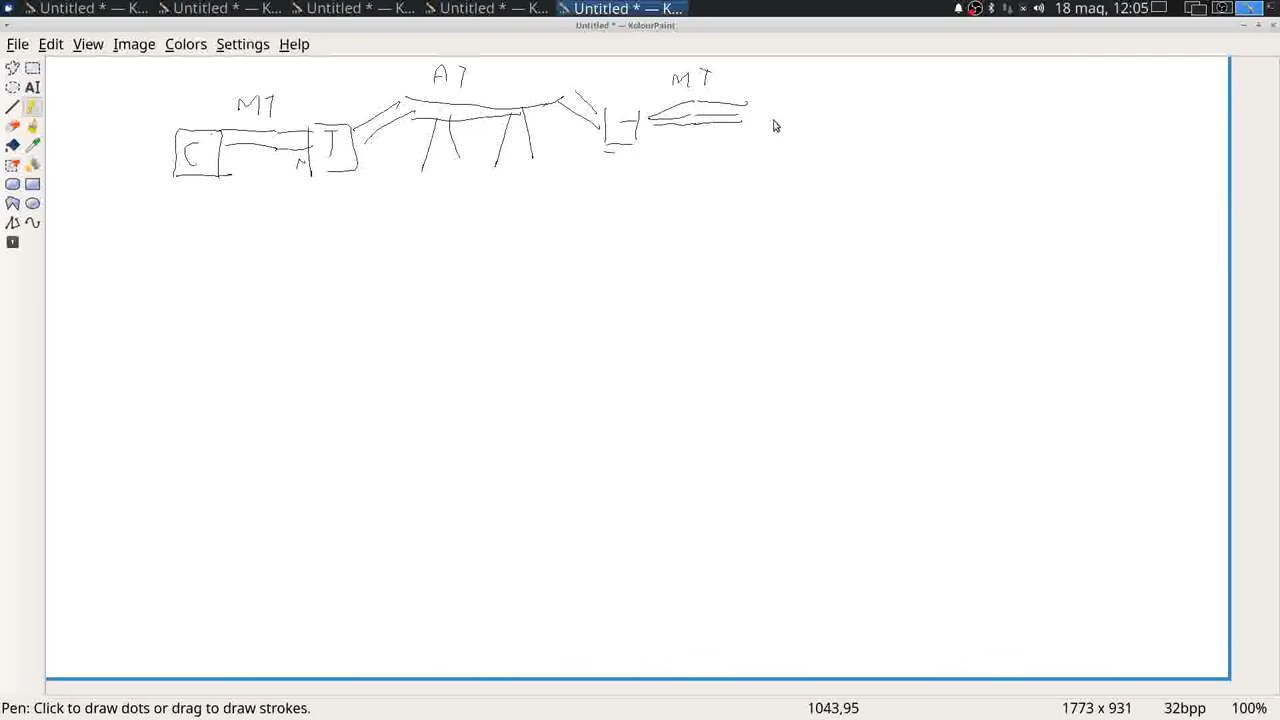 Untitled * — K... Untitled * — K... Untitled * — K... Untitled * — K... Untitled * — K... 18 mag, 12:05
Untitled * — KolourPaint
File Edit View Image Colors Settings Help
AT MT
MT
C T
N
Pen: Click to draw dots or drag to draw strokes. 1043,95 1773 x 931 32bpp 100%